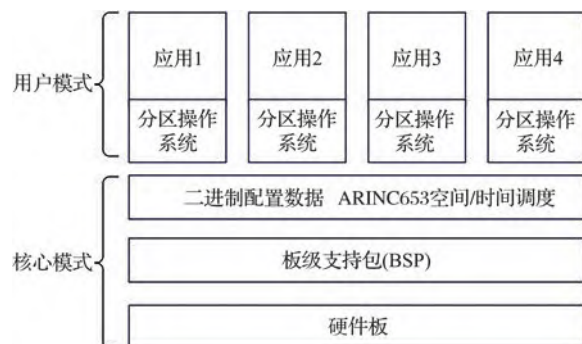 应用1 应用2 应用3 应用4
用户模式
分区操作 分区操作 分区操作 分区操作
系统 系统 系统 系统
二进制配置数据 ARINC653空间/时间调度
核心模式
板级支持包(BSP)
硬件板